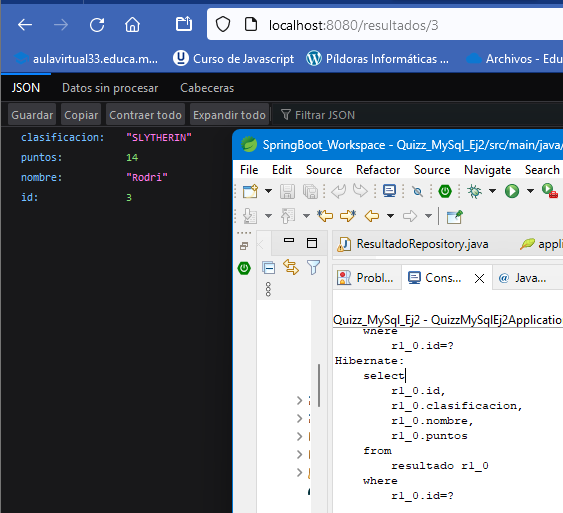 localhost:8080/resultados/3
aulavirtual33.educa.m...
Curso de Javascript
Píldoras Informáticas ...
Archivos - Edu
JSON
Datos sin procesar
Cabeceras
Guardar
Copiar
Contraer todo
Expandir todo
Filtrar JSON
clasificacion: "SLYTHERIN"
puntos: 14
nombre: "Rodri"
id: 3
SpringBoot_Workspace - Quizz_MySql_Ej2/src/main/java/
File Edit Source Refactor Source Navigate Search
ResultadoRepository.java
appli
Probl...
Cons...
Java...
Quizz_MySql_Ej2 - QuizzMySqlEj2Applicatio
where
r1_0.id=?
Hibernate:
select
r1_0.id,
r1_0.clasificacion,
r1_0.nombre,
r1_0.puntos
from
resultado r1_0
where
r1_0.id=?